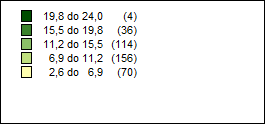 19,8 do 24,0 (4)
15,5 do 19,8 (36)
11,2 do 15,5 (114)
6,9 do 11,2 (156)
2,6 do 6,9 (70)